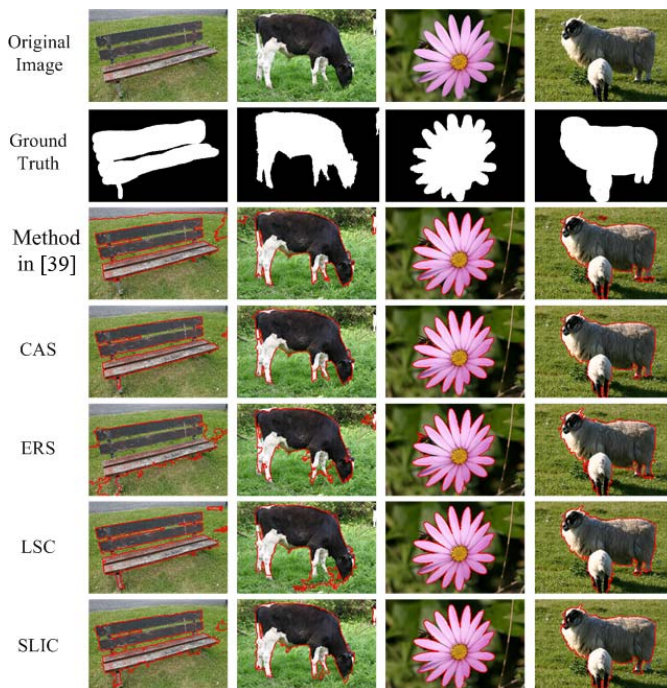 Original
Image
Ground
Truth
Method
in [39]
CAS
ERS
LSC
SLIC